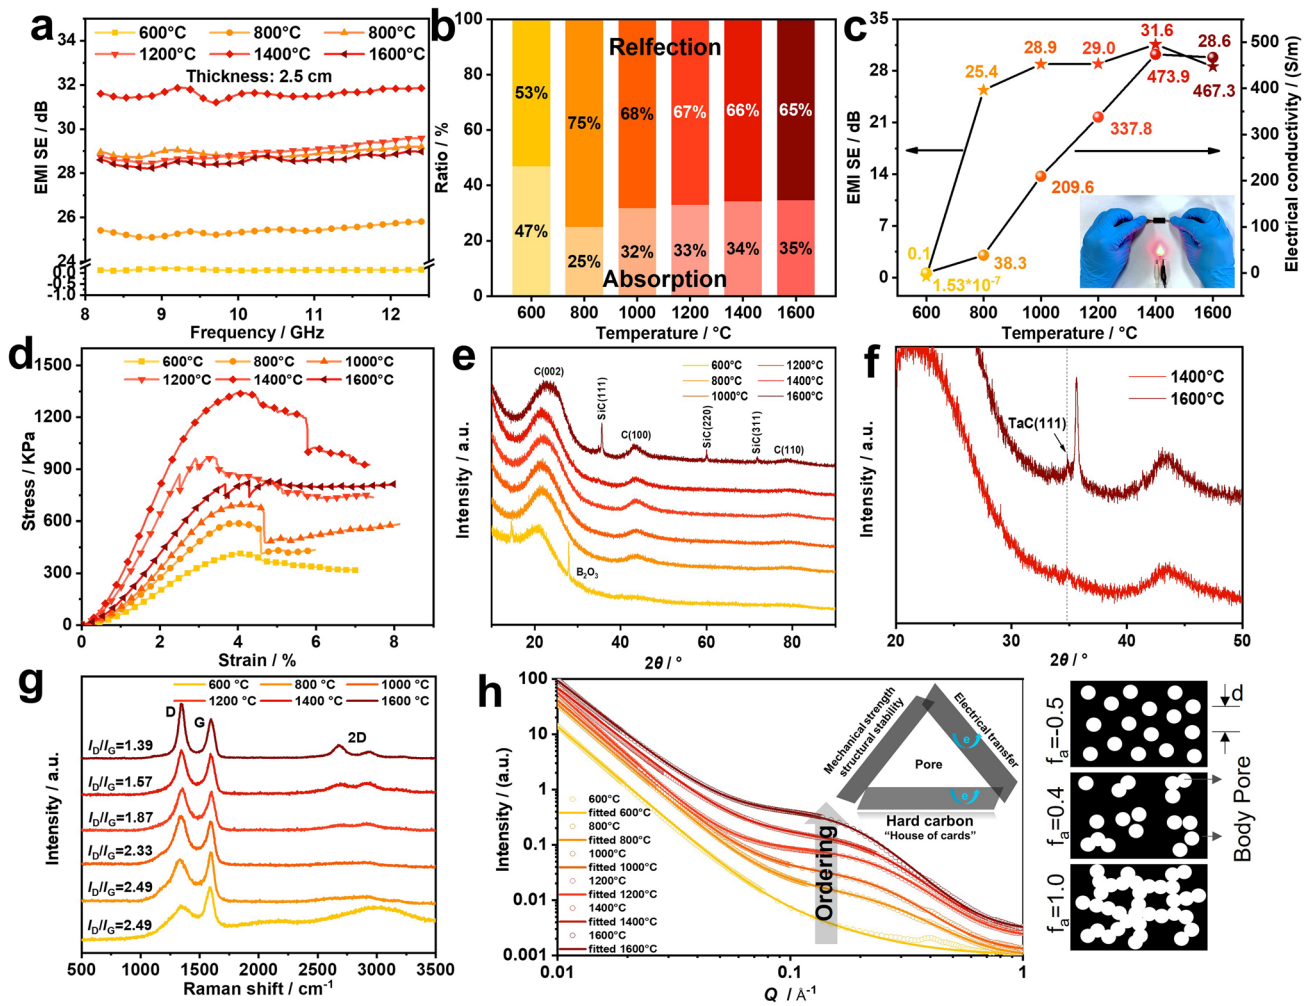 a
600°C 800°C 800°C
1200°C 1400°C 1600°C
Thickness: 2.5 cm
EMI SE / dB
34
32
30
28
26
24
0.0
-1.0
8 9 10 11 12
Frequency / GHz
b
Relfection
53% 75% 68% 67% 66% 65%
47% 25% 32% 33% 34% 35%
Absorption
Ratio / %
100
80
60
40
20
0
600 800 1000 1200 1400 1600
Temperature / °C
c
EMI SE / dB
35
28
21
14
7
0
0.1 25.4 28.9 29.0 31.6 28.6
1.53*10-7 38.3 209.6 337.8 473.9 467.3
Electrical conductivity / (S/m)
500
400
300
200
100
0
600 800 1000 1200 1400 1600
Temperature / °C
d
600°C 800°C 1000°C
1200°C 1400°C 1600°C
Stress / KPa
1500
1200
900
600
300
0
0 2 4 6 8
Strain / %
e
600°C 1200°C
800°C 1400°C
1000°C 1600°C
C(002)
SiC(111)
C(100)
SiC(220)
SiC(311)
C(110)
B2O3
Intensity / a.u.
20 40 60 80
2θ / °
f
1400°C
1600°C
TaC(111)
Intensity / a.u.
20 30 40 50
2θ / °
g
600 °C 800 °C 1000 °C
1200 °C 1400 °C 1600 °C
D
G
2D
ID/IG=1.39
ID/IG=1.57
ID/IG=1.87
ID/IG=2.33
ID/IG=2.49
ID/IG=2.49
Intensity / a.u.
500 1000 1500 2000 2500 3000 3500
Raman shift / cm-1
h
Intensity / (a.u.)
100
10
1
0.1
0.01
0.001
600°C
fitted 600°C
800°C
fitted 800°C
1000°C
fitted 1000°C
1200°C
fitted 1200°C
1400°C
fitted 1400°C
1600°C
fitted 1600°C
Ordering
Mechanical strength
structural stability
Electrical transfer
e
Pore
e
Hard carbon
“House of cards”
0.01 0.1 1
Q / Å-1
fa=-0.5
d
fa=0.4
Body Pore
fa=1.0